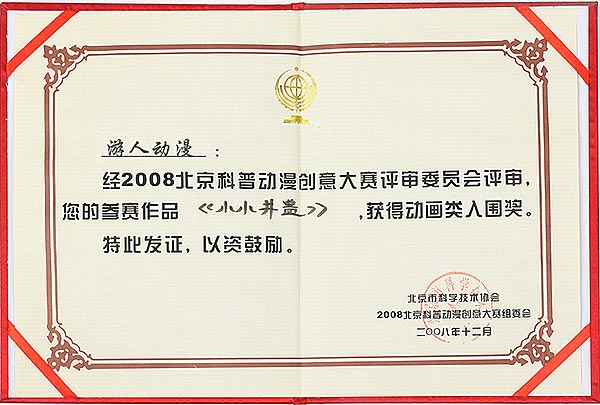 游人动漫：
经2008北京科普动漫创意大赛评审委员会评审，
您的参赛作品《小小井盖》，获得动画类入围奖。
特此发证，以资鼓励。
北京市科学技术协会
2008北京科普动漫创意大赛组委会
二〇〇八年十二月